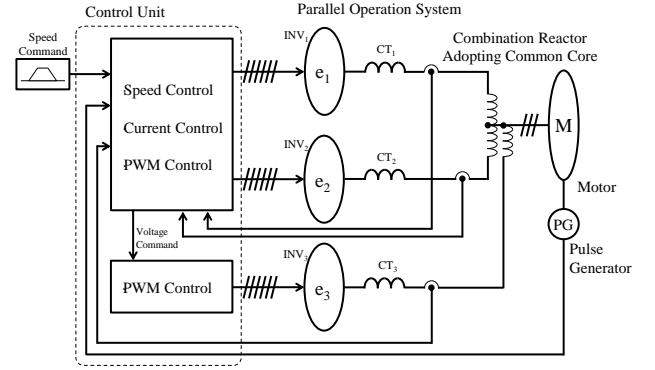 Control Unit
Parallel Operation System
Speed
Command
INV1
CT1
e1
Combination Reactor
Adopting Common Core
Speed Control
Current Control
PWM Control
INV2
CT2
e2
M
Motor
PG
Pulse
Generator
Voltage
Command
INV3
CT3
e3
PWM Control